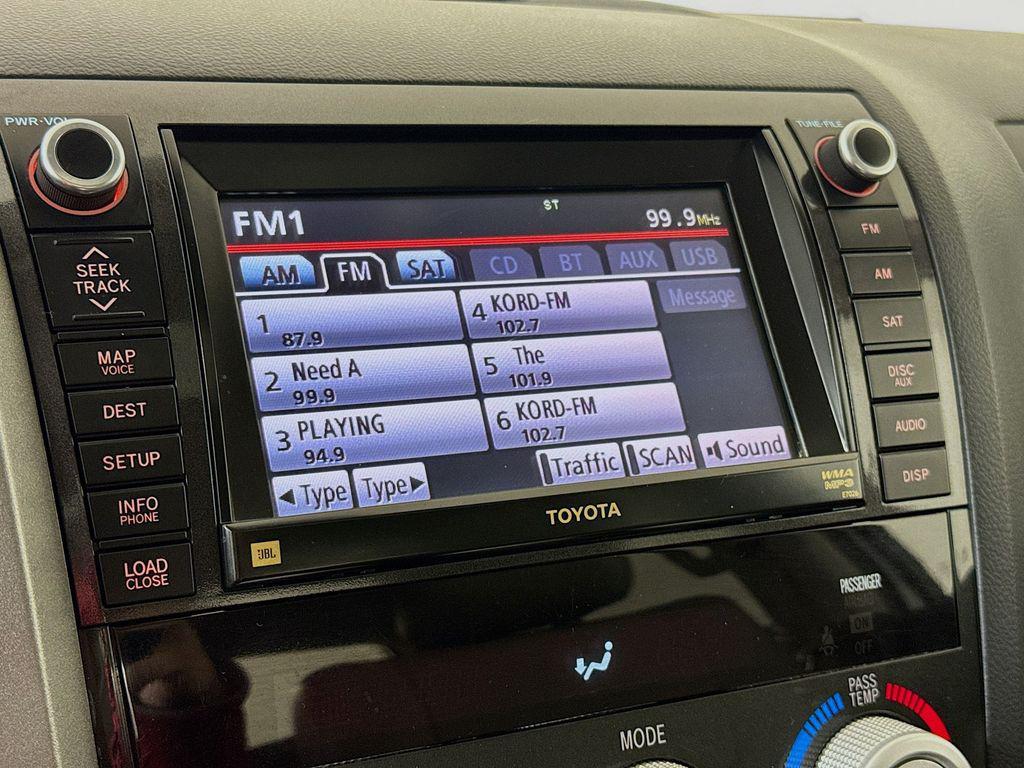 PWR·VOL
TUNE·FILE
SEEK
TRACK
MAP
VOICE
DEST
SETUP
INFO
PHONE
LOAD
CLOSE
ST
FM1
99.9MHz
AM FM SAT CD BT AUX USB
1
87.9
2 Need A
99.9
3 PLAYING
94.9
4 KORD-FM
102.7
5 The
101.9
6 KORD-FM
102.7
Message
◄Type Type► Traffic SCAN Sound
FM
AM
SAT
DISC
AUX
AUDIO
DISP
JBL
TOYOTA
WMA
MP3
E7026
PASSENGER
ON
OFF
PASS
TEMP
MODE